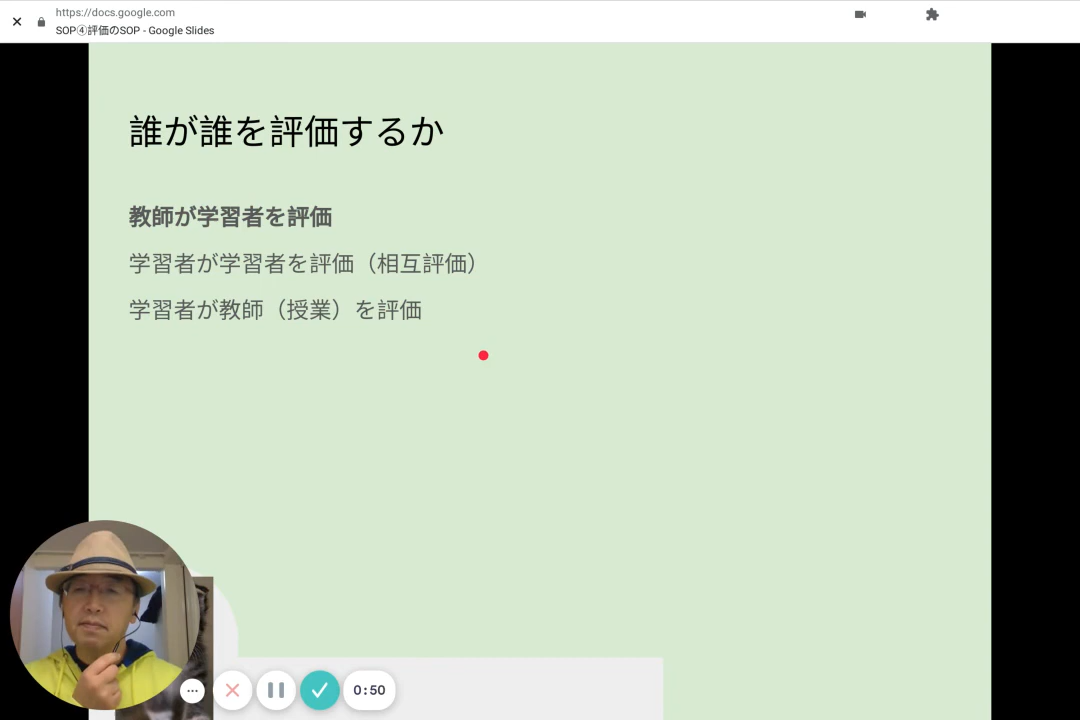 https://docs.google.com
SOP④評価のSOP - Google Slides
誰が誰を評価するか
教師が学習者を評価
学習者が学習者を評価（相互評価）
学習者が教師（授業）を評価
0:50